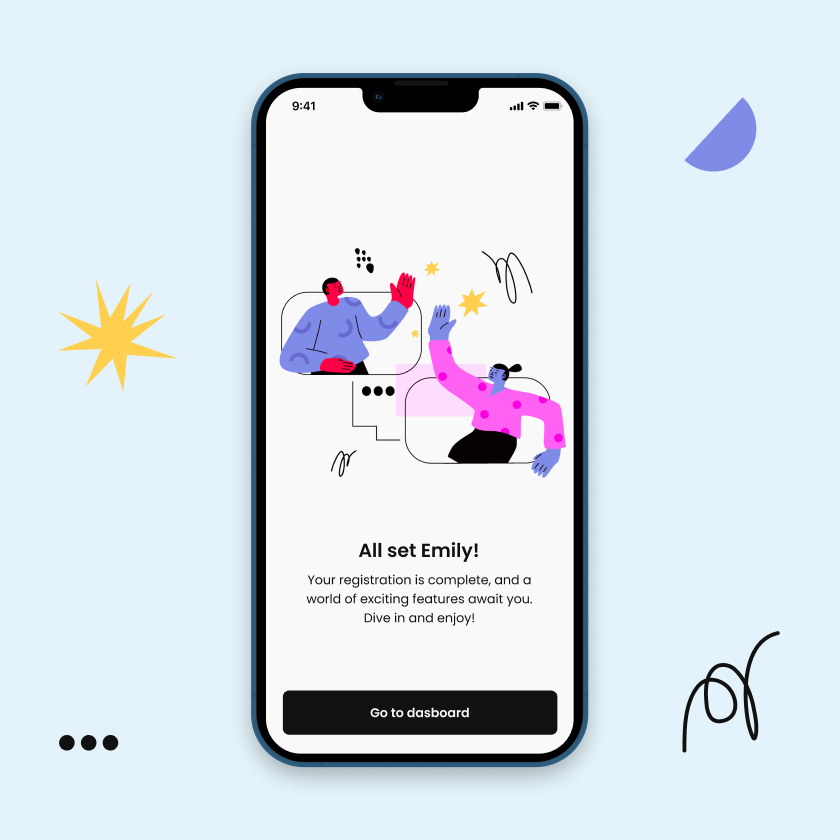 9:41
All set Emily!
Your registration is complete, and a
world of exciting features await you.
Dive in and enjoy!
Go to dasboard